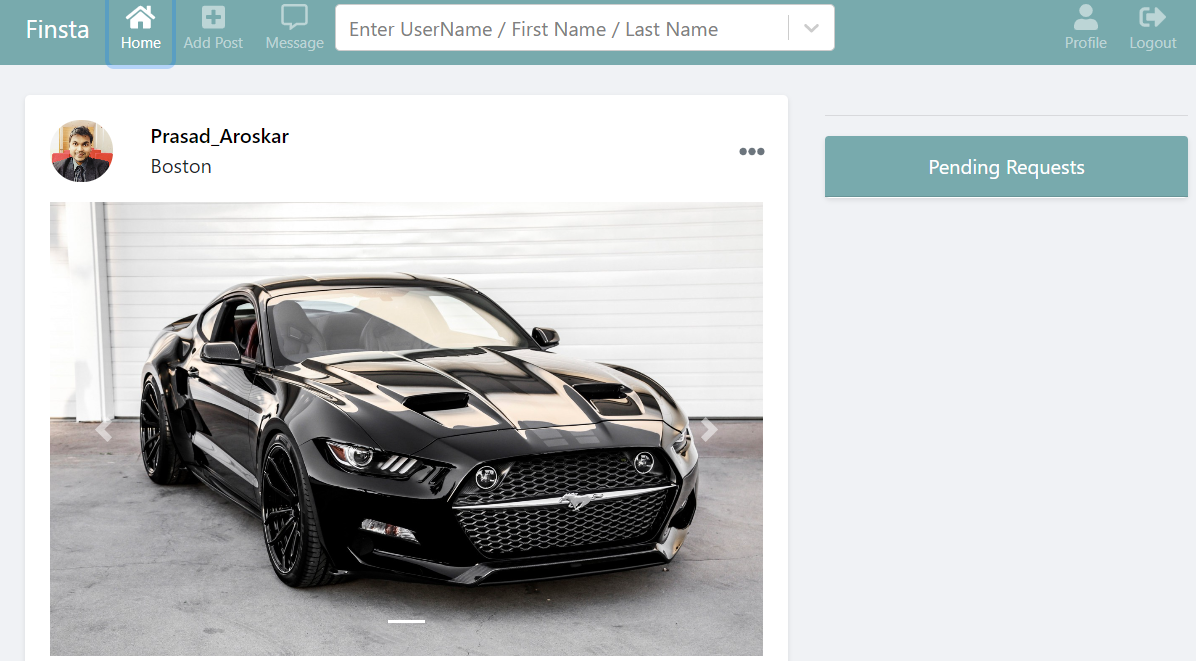 Finsta
Home
Add Post
Message
Enter UserName / First Name / Last Name
Profile
Logout
Prasad_Aroskar
Boston
Pending Requests